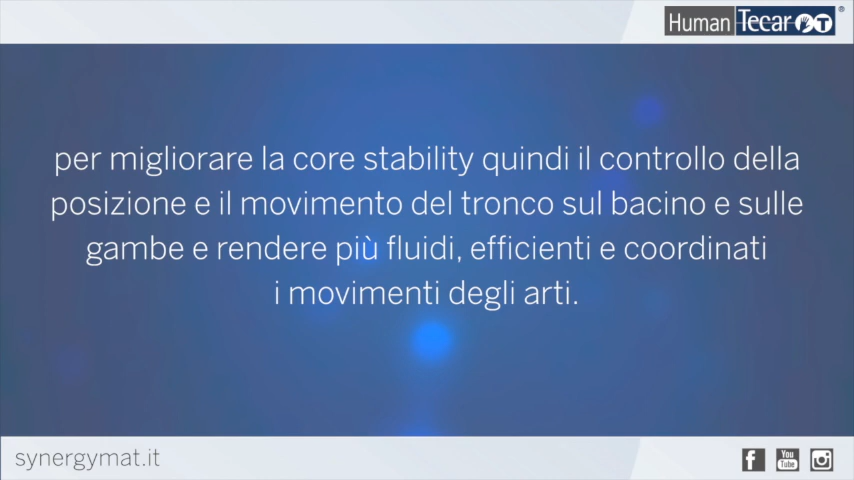 Human Tecar ®
per migliorare la core stability quindi il controllo della
posizione e il movimento del tronco sul bacino e sulle
gambe e rendere più fluidi, efficienti e coordinati
i movimenti degli arti.
synergymat.it
f You Tube